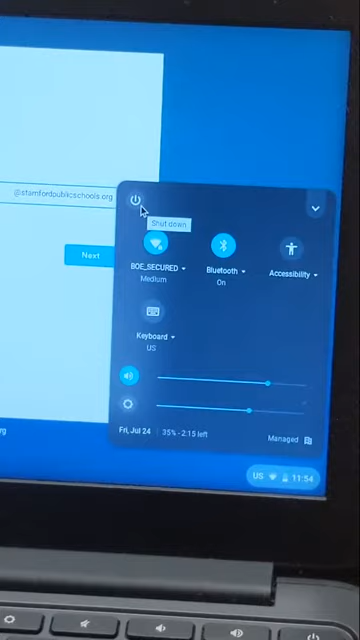 @stamfordpublicschools.org
Next
Shut down
BOE_SECURED
Medium
Bluetooth
On
Accessibility
Keyboard
US
Fri, Jul 24
35% - 2:15 left
Managed
rg
US
11:54